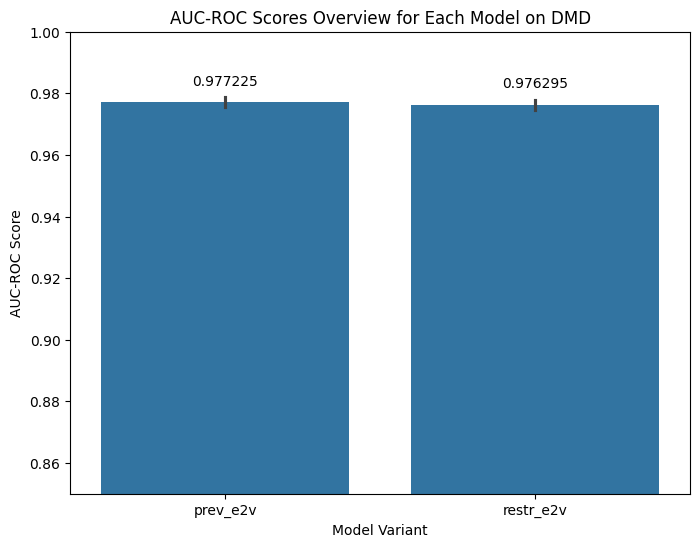 AUC-ROC Scores Overview for Each Model on DMD
1.00
0.98
0.96
0.94
0.92
0.90
0.88
0.86
AUC-ROC Score
0.977225
0.976295
prev_e2v
restr_e2v
Model Variant